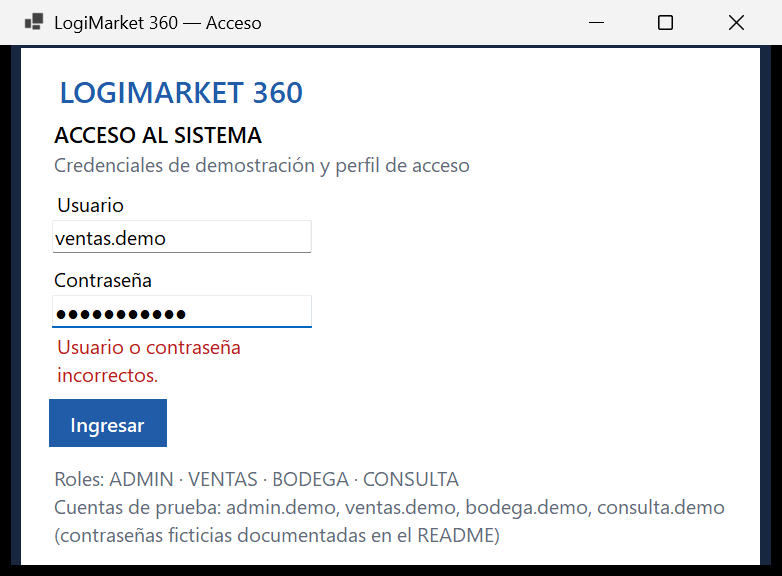 LogiMarket 360 — Acceso
LOGIMARKET 360
ACCESO AL SISTEMA
Credenciales de demostración y perfil de acceso
Usuario
ventas.demo
Contraseña
●●●●●●●●●●●
Usuario o contraseña
incorrectos.
Ingresar
Roles: ADMIN · VENTAS · BODEGA · CONSULTA
Cuentas de prueba: admin.demo, ventas.demo, bodega.demo, consulta.demo
(contraseñas ficticias documentadas en el README)